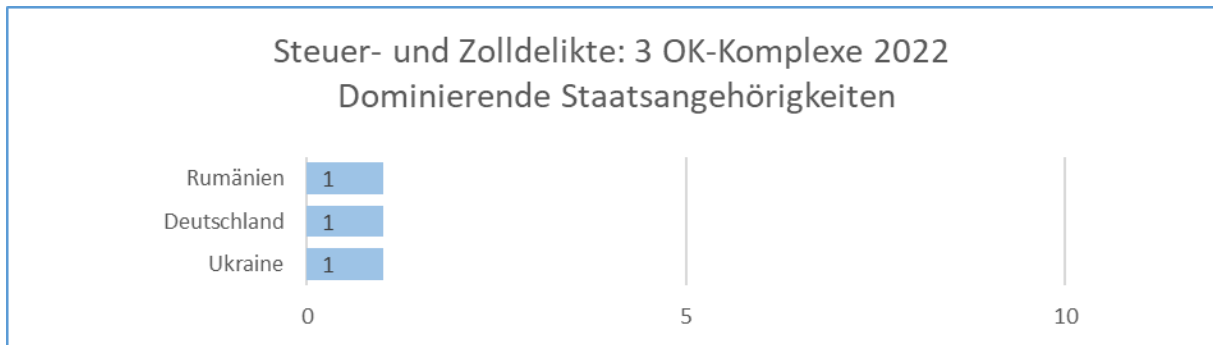 Steuer- und Zolldelikte: 3 OK-Komplexe 2022
Dominierende Staatsangehörigkeiten
Rumänien 1
Deutschland 1
Ukraine 1
0 5 10